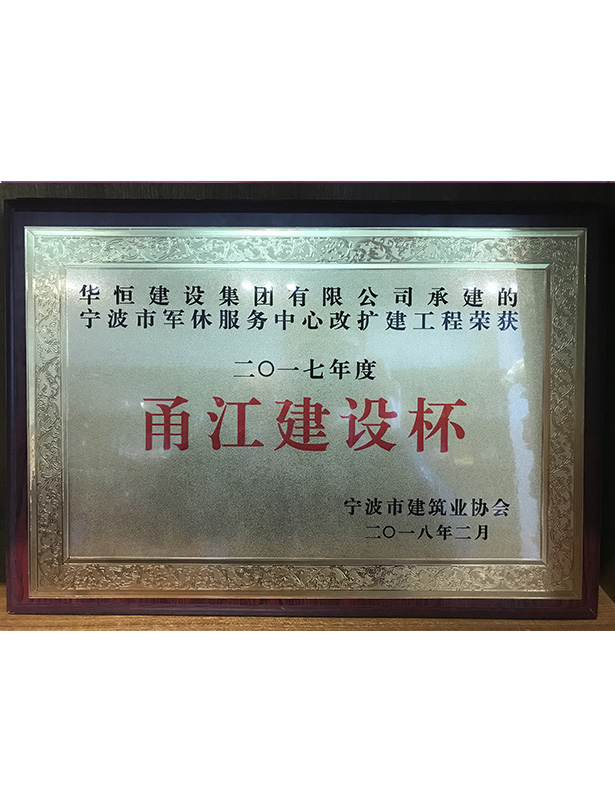 华恒建设集团有限公司承建的
宁波市军休服务中心改扩建工程荣获
二〇一七年度
甬江建设杯
宁波市建筑业协会
二〇一八年二月